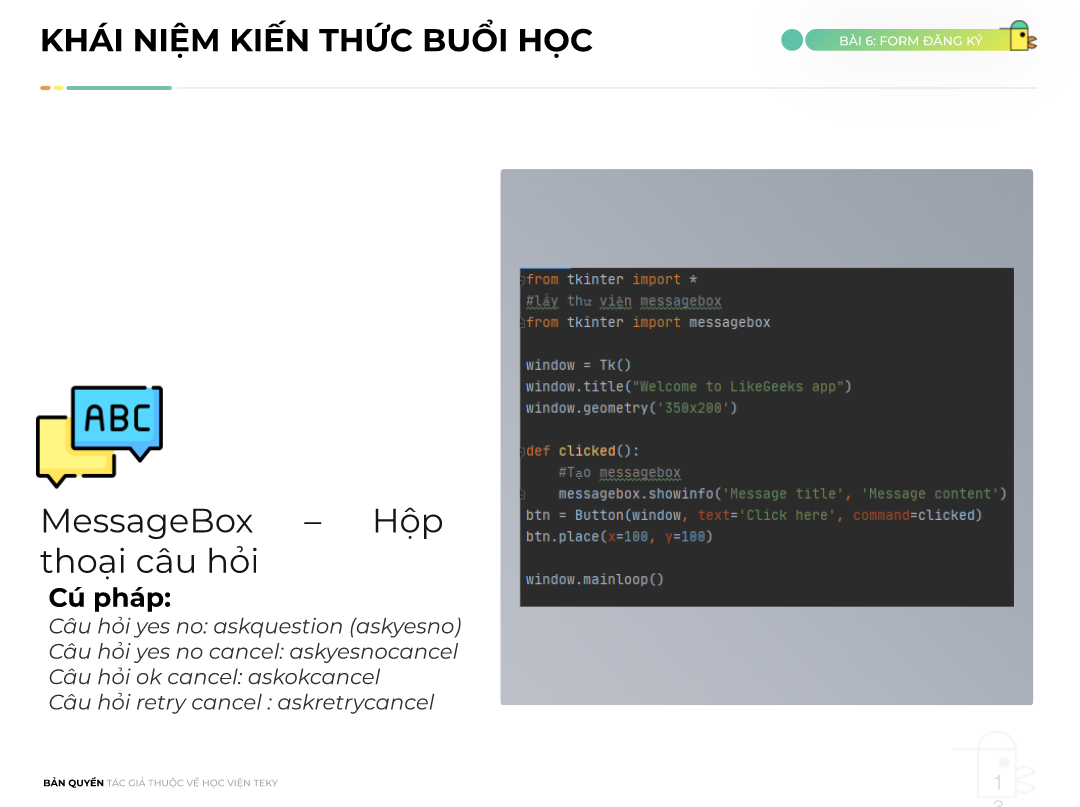 KHÁI NIỆM KIẾN THỨC BUỔI HỌC
BÀI 6: FORM ĐĂNG KÝ
ABC
MessageBox – Hộp
thoại câu hỏi
Cú pháp:
Câu hỏi yes no: askquestion (askyesno)
Câu hỏi yes no cancel: askyesnocancel
Câu hỏi ok cancel: askokcancel
Câu hỏi retry cancel : askretrycancel
from tkinter import *
#lấy thư viện messagebox
from tkinter import messagebox
window = Tk()
window.title("Welcome to LikeGeeks app")
window.geometry('350x200')
def clicked():
#Tạo messagebox
messagebox.showinfo('Message title', 'Message content')
btn = Button(window, text='Click here', command=clicked)
btn.place(x=100, y=100)
window.mainloop()
BẢN QUYỀN TÁC GIẢ THUỘC VỀ HỌC VIỆN TEKY
1
3